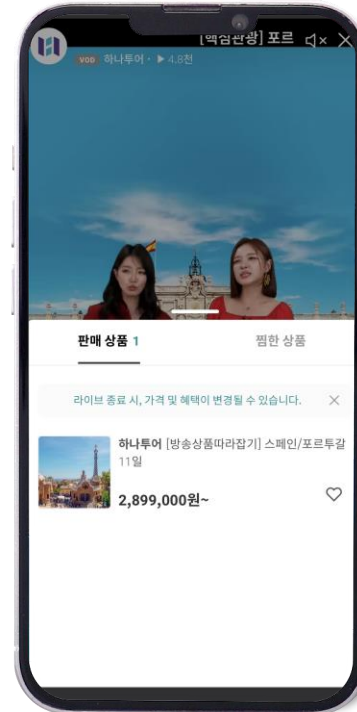 [핵심관광] 포르
VOD 하나투어 · ▶ 4.8천
판매 상품 1
찜한 상품
라이브 종료 시, 가격 및 혜택이 변경될 수 있습니다.
하나투어 [방송상품따라잡기] 스페인/포르투갈
11일
2,899,000원~